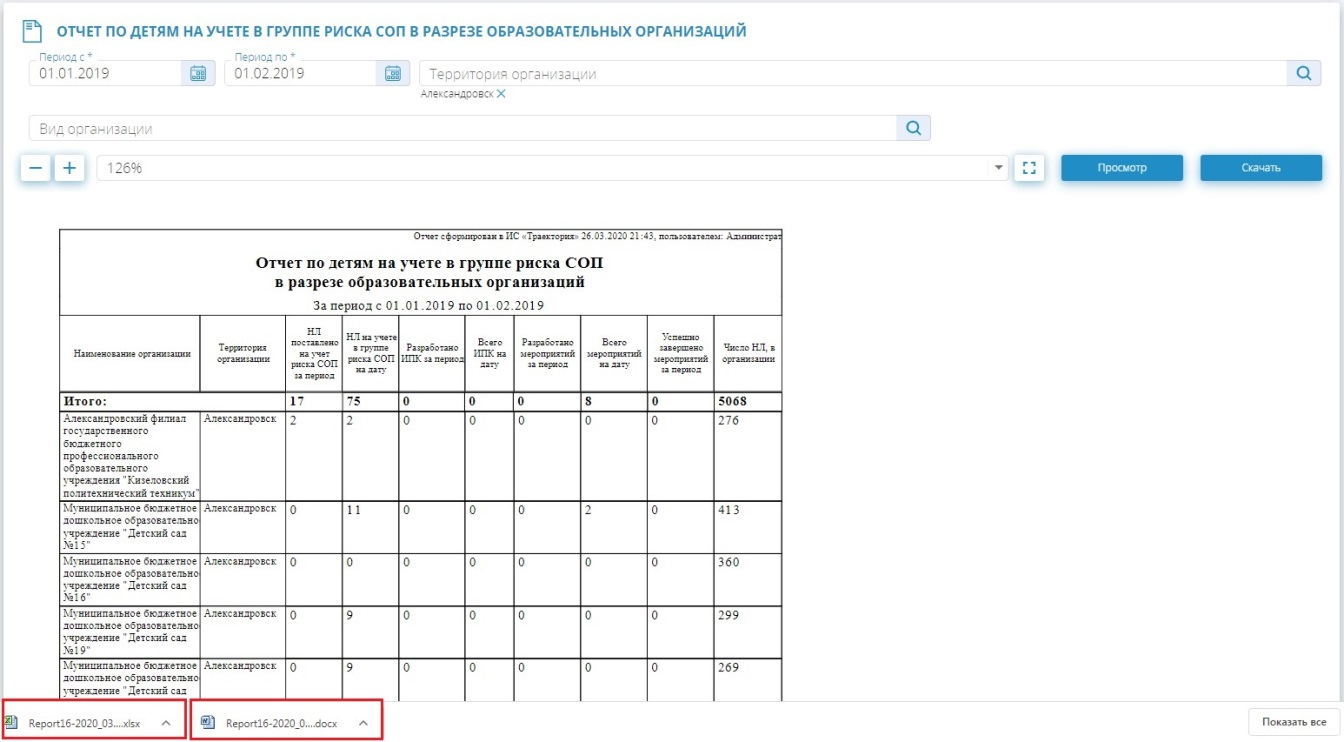 ОТЧЕТ ПО ДЕТЯМ НА УЧЕТЕ В ГРУППЕ РИСКА СОП В РАЗРЕЗЕ ОБРАЗОВАТЕЛЬНЫХ ОРГАНИЗАЦИЙ
Период с *
01.01.2019
Период по *
01.02.2019
Территория организации
Александровск
Вид организации
126%
Просмотр
Скачать
Отчет сформирован в ИС «Траектория» 26.03.2020 21:43, пользователем: Администрат
Отчет по детям на учете в группе риска СОП
в разрезе образовательных организаций
За период с 01.01.2019 по 01.02.2019
Наименование организации
Территория
организации
НЛ
поставлено
на учет
риска СОП
за период
НЛ на учете
в группе
риска СОП
на дату
Разработано
ИПК за период
Всего
ИПК на
дату
Разработано
мероприятий
за период
Всего
мероприятий
на дату
Успешно
завершено
мероприятий
за период
Число НЛ, в
организации
Итого: 17 75 0 0 0 8 0 5068
Александровский филиал
государственного
бюджетного
профессионального
образовательного
учреждения "Кизеловский
политехнический техникум"
Александровск 2 2 0 0 0 0 0 276
Муниципальное бюджетное
дошкольное образовательно
учреждение "Детский сад
№15"
Александровск 0 11 0 0 0 2 0 413
Муниципальное бюджетное
дошкольное образовательно
учреждение "Детский сад
№16"
Александровск 0 0 0 0 0 0 0 360
Муниципальное бюджетное
дошкольное образовательно
учреждение "Детский сад
№19"
Александровск 0 9 0 0 0 0 0 299
Муниципальное бюджетное
дошкольное образовательно
учреждение "Детский сад
Александровск 0 9 0 0 0 0 0 269
Report16-2020_03....xlsx
Report16-2020_0....docx
Показать все